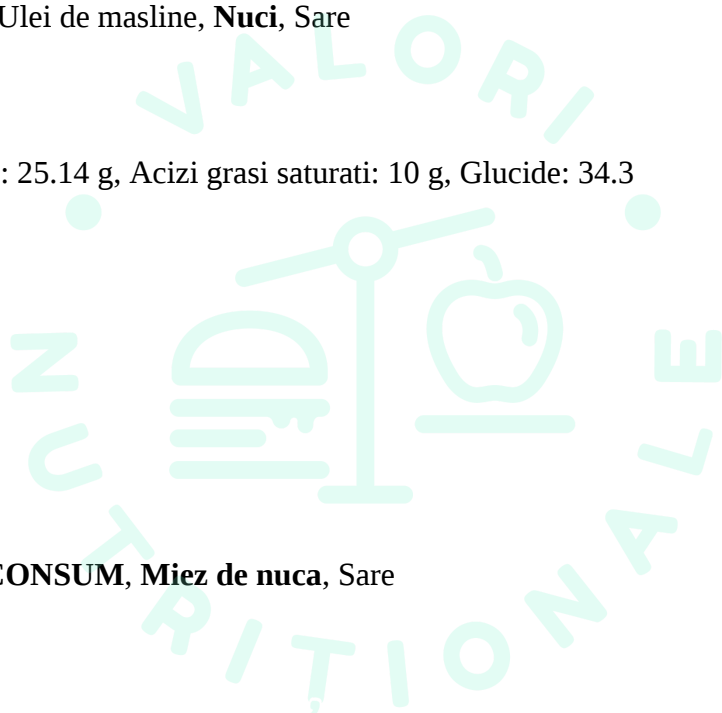 Ulei de masline, Nuci, Sare
VALORI
: 25.14 g, Acizi grasi saturati: 10 g, Glucide: 34.3
NUTRIȚIONALE
CONSUM, Miez de nuca, Sare